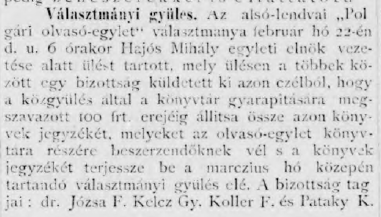 Választmányi gyűlés. Az alsó-lendvai „Pol
gári olvasó-egylet“ választmánya február hó 22-én
d. u. 6 órakor Hajós Mihály egyleti elnök veze-
tése alatt ülést tartott, mely ülésen a többek kö-
zött egy bizottság küldetett ki azon czélból, hogy
a közgyűlés által a könyvtár gyarapitására meg-
szavazott 100 frt. erejéig állitsa össze azon köny-
vek jegyzékét, melyeket az olvasó-egylet könyv-
tára részére beszerzendőknek vél s a könyvek
jegyzékét terjessze be a marczius hó közepén
tartandó választmányi gyűlés elé. A bizottság tag
jai : dr. Józsa F. Kelcz Gy. Koller F. és Pataky K.